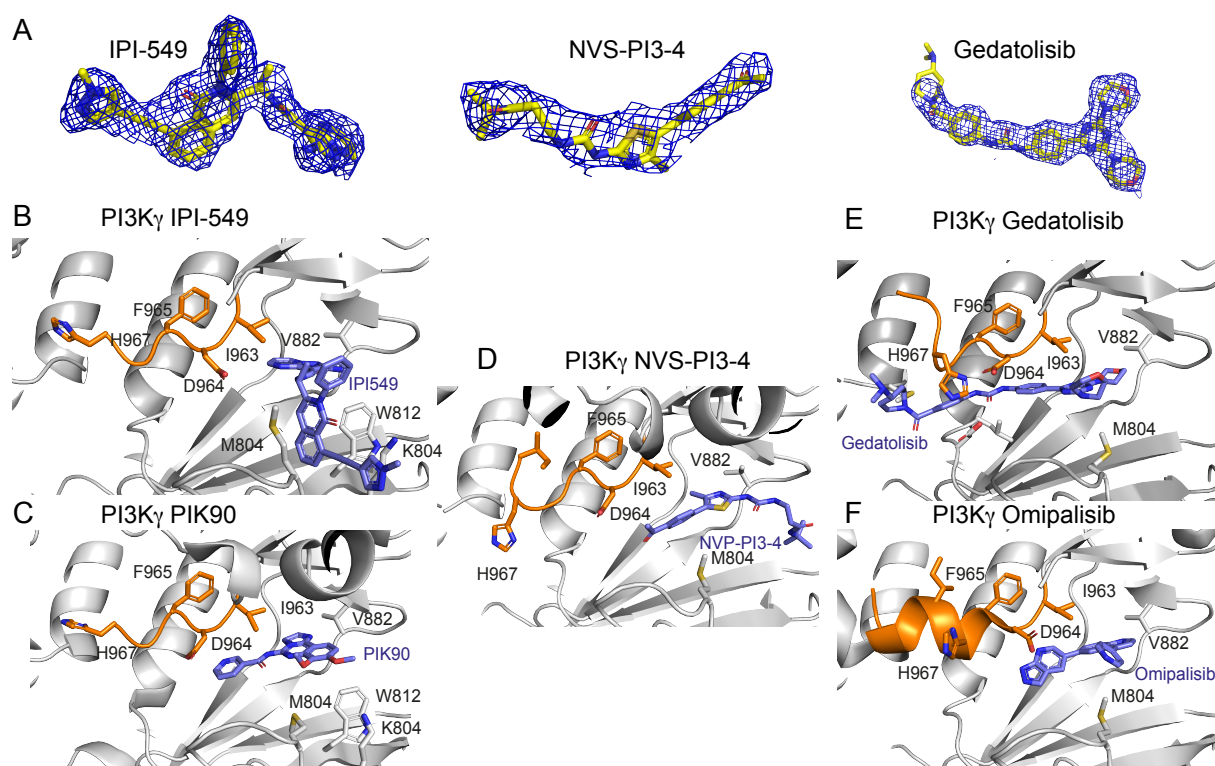 A
IPI-549
NVS-PI3-4
Gedatolisib
B
PI3Kγ IPI-549
F965
H967
V882
I963
D964
IPI549
W812
M804
K804
C
PI3Kγ PIK90
F965
I963
V882
H967
D964
PIK90
M804
W812
K804
D
PI3Kγ NVS-PI3-4
F965
V882
I963
D964
NVP-PI3-4
M804
H967
E
PI3Kγ Gedatolisib
F965
V882
H967
I963
D964
Gedatolisib
M804
F
PI3Kγ Omipalisib
F965
I963
D964
V882
H967
Omipalisib
M804